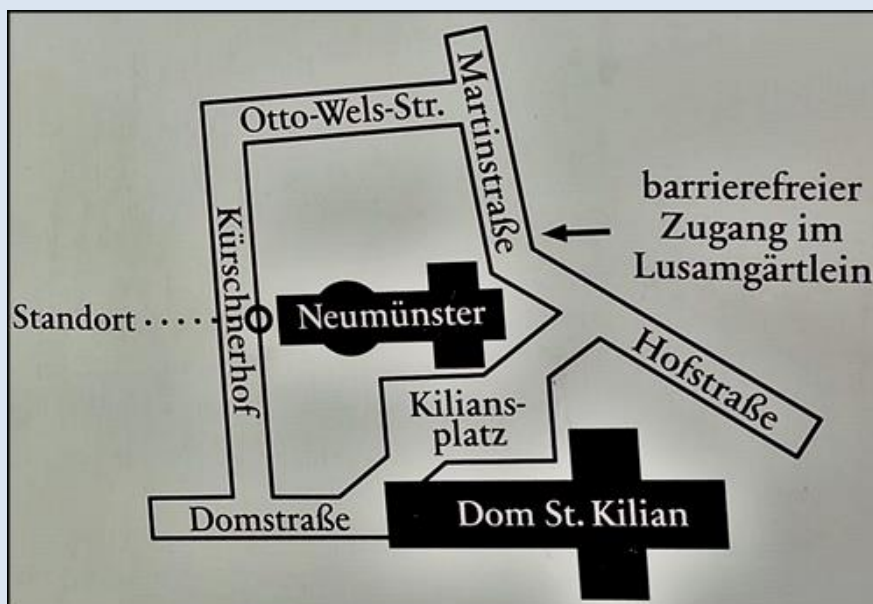 Otto-Wels-Str.
Martinstraße
barrierefreier
Zugang im
Lusamgärtlein
Kürschnerhof
Standort
Neumünster
Hofstraße
Kilians-
platz
Domstraße
Dom St. Kilian